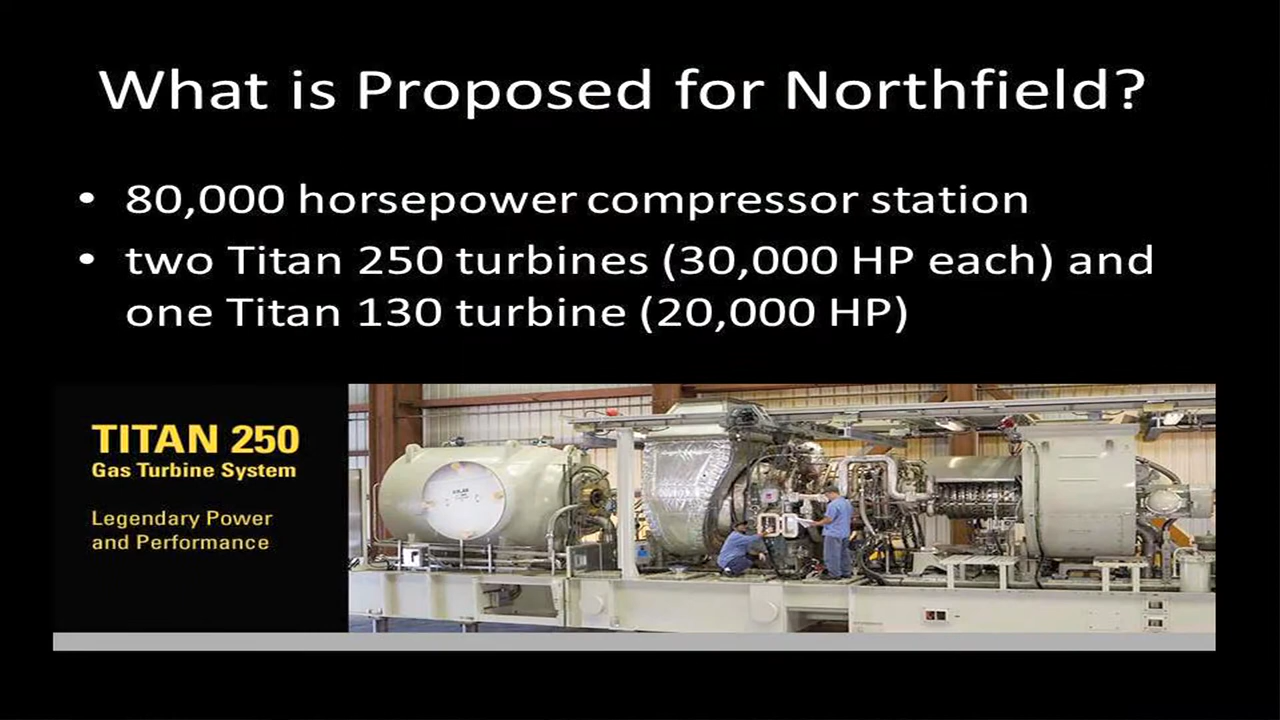 What is Proposed for Northfield?
• 80,000 horsepower compressor station
• two Titan 250 turbines (30,000 HP each) and
one Titan 130 turbine (20,000 HP)
TITAN 250
Gas Turbine System
Legendary Power
and Performance